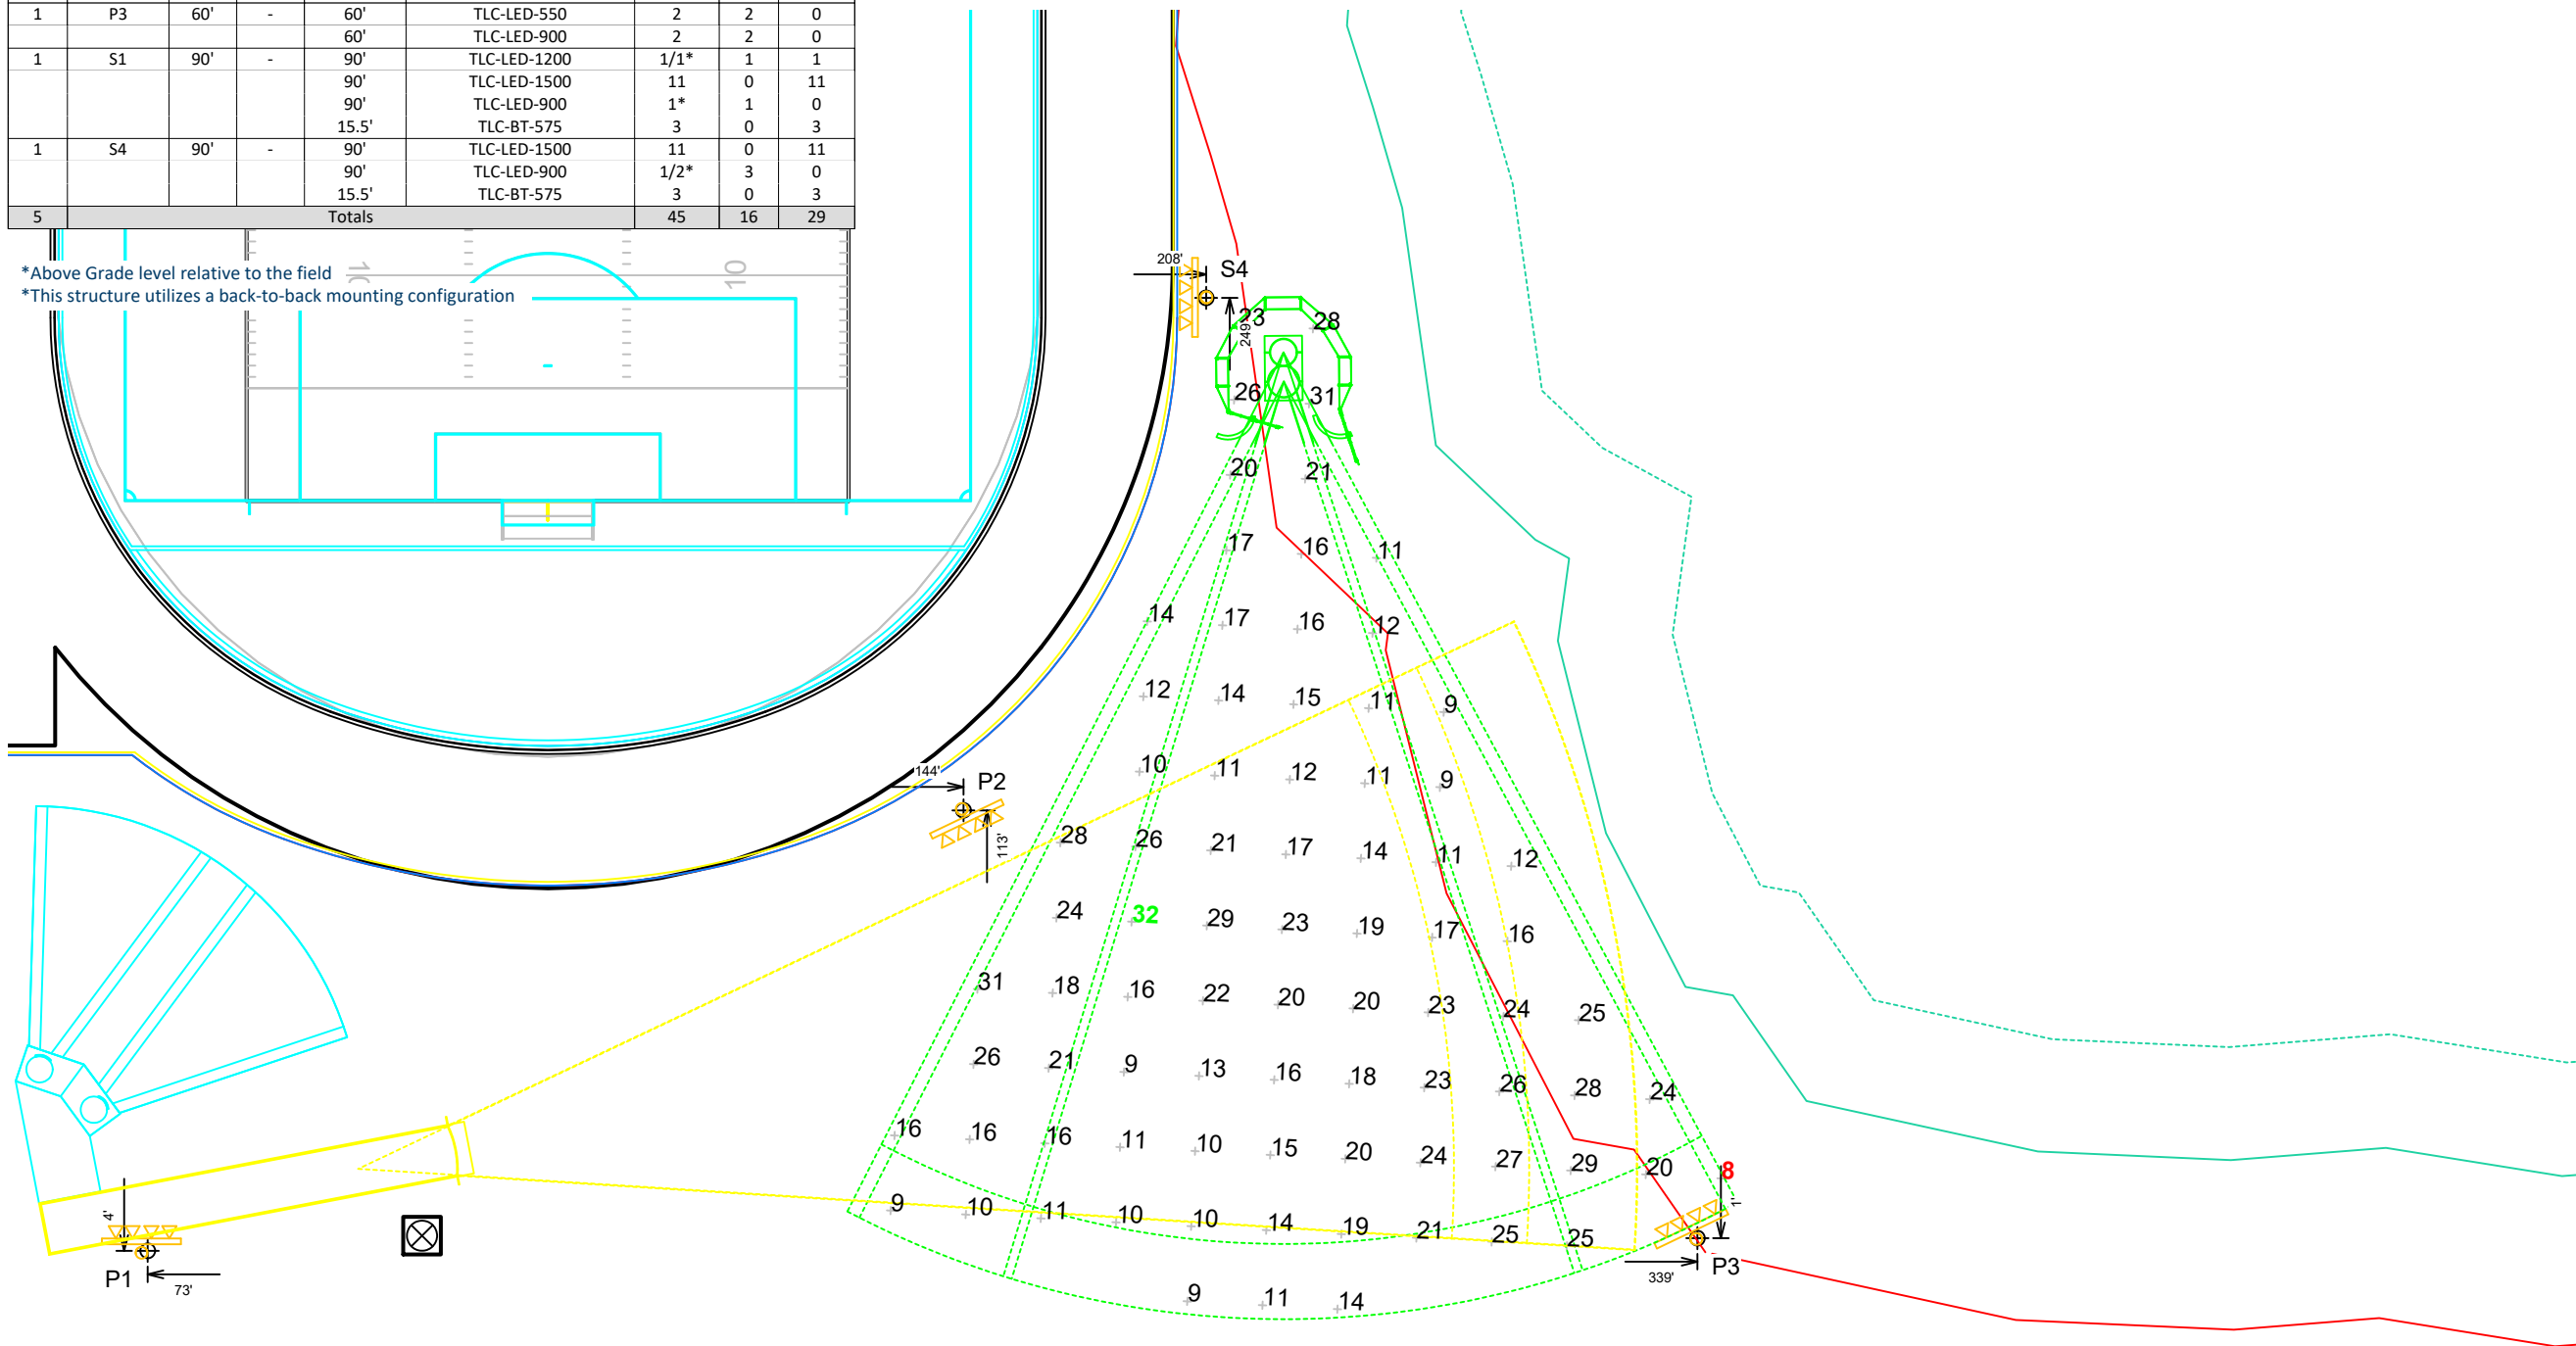 1 P3 60' - 60' TLC-LED-550 2 2 0
60' TLC-LED-900 2 2 0
1 S1 90' - 90' TLC-LED-1200 1/1* 1 1
90' TLC-LED-1500 11 0 11
90' TLC-LED-900 1* 1 0
15.5' TLC-BT-575 3 0 3
1 S4 90' - 90' TLC-LED-1500 11 0 11
90' TLC-LED-900 1/2* 3 0
15.5' TLC-BT-575 3 0 3
5 Totals 45 16 29
*Above Grade level relative to the field
*This structure utilizes a back-to-back mounting configuration
10
208'
S4
249'
23 28
26 31
20 21
17 16 11
14 17 16 12
12 14 15 11 9
10 11 12 11 9
144'
P2
113'
28 26 21 17 14 11 12
24 32 29 23 19 17 16
31 18 16 22 20 20 23 24 25
26 21 9 13 16 18 23 26 28 24
16 16 16 11 10 15 20 24 27 29 20 8
9 10 11 10 10 14 19 21 25 25
9 11 14
4'
P1
73'
1'
P3
339'